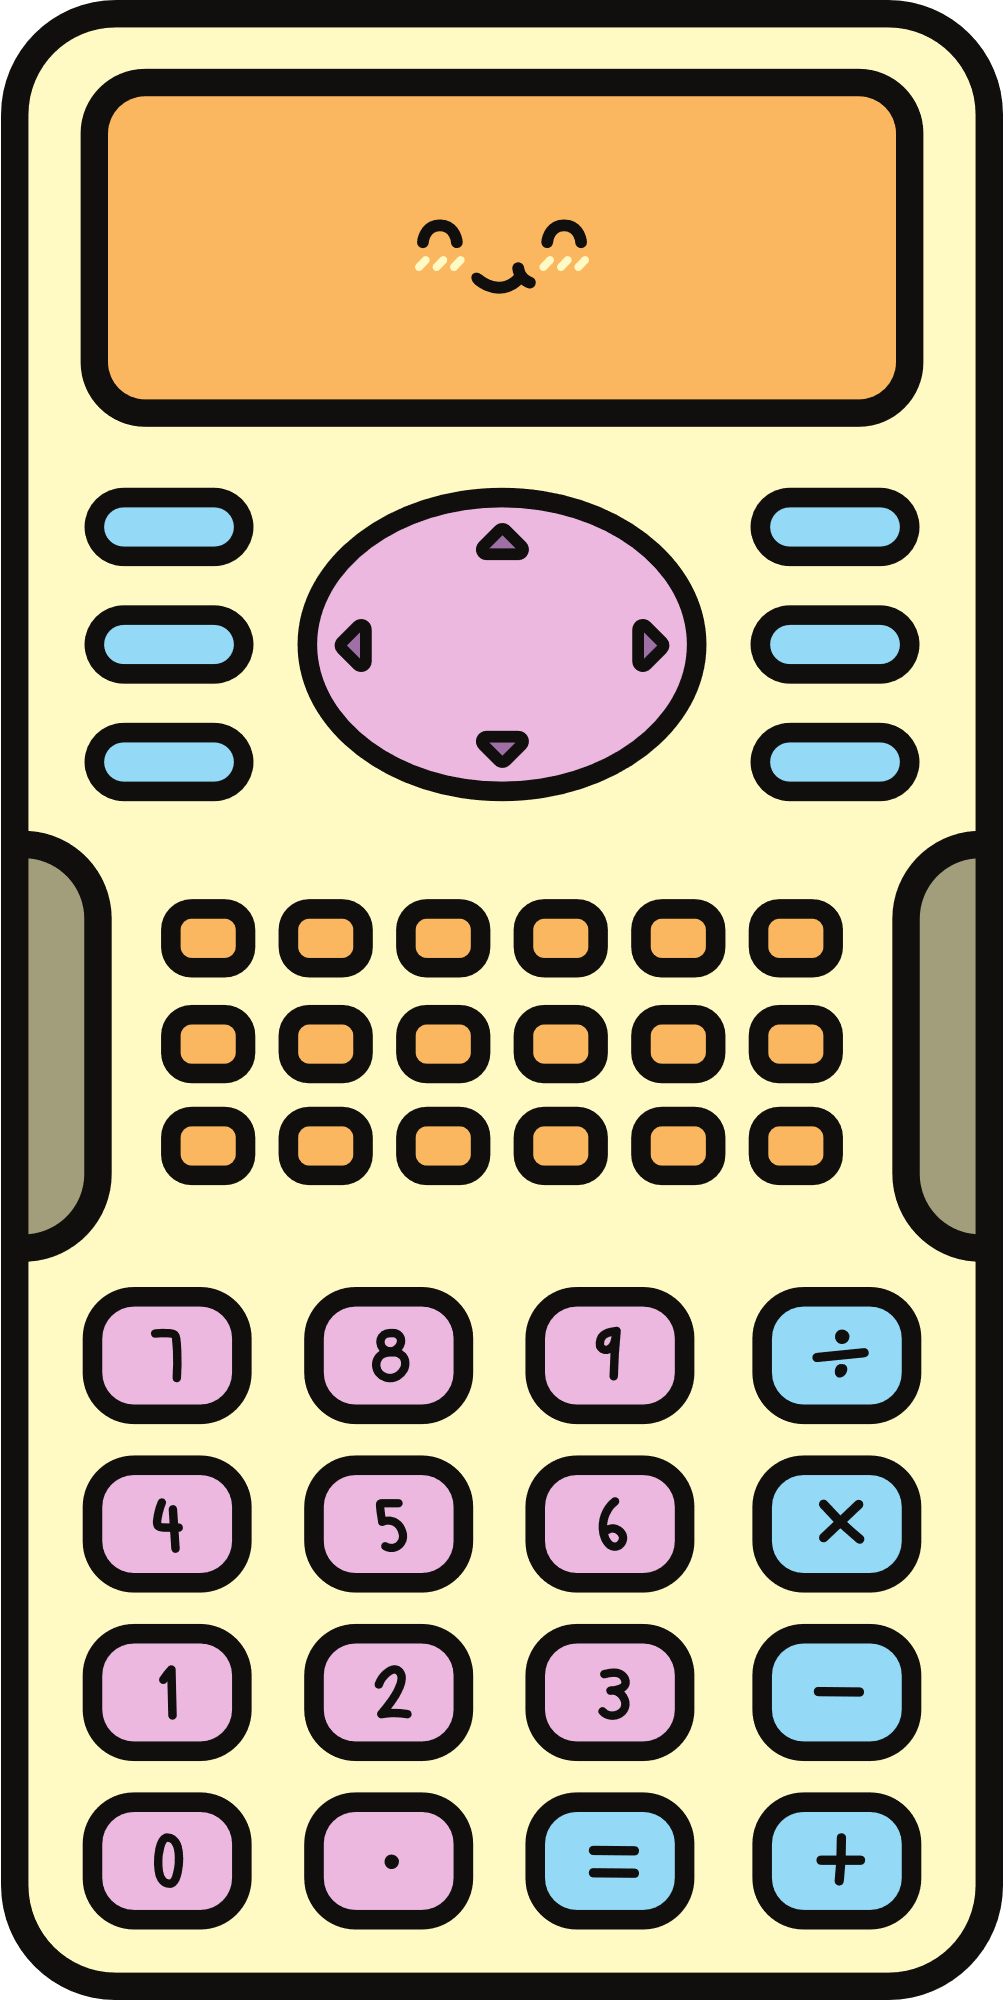 7 8 9 ÷
4 5 6 ×
1 2 3 −
0 . = +